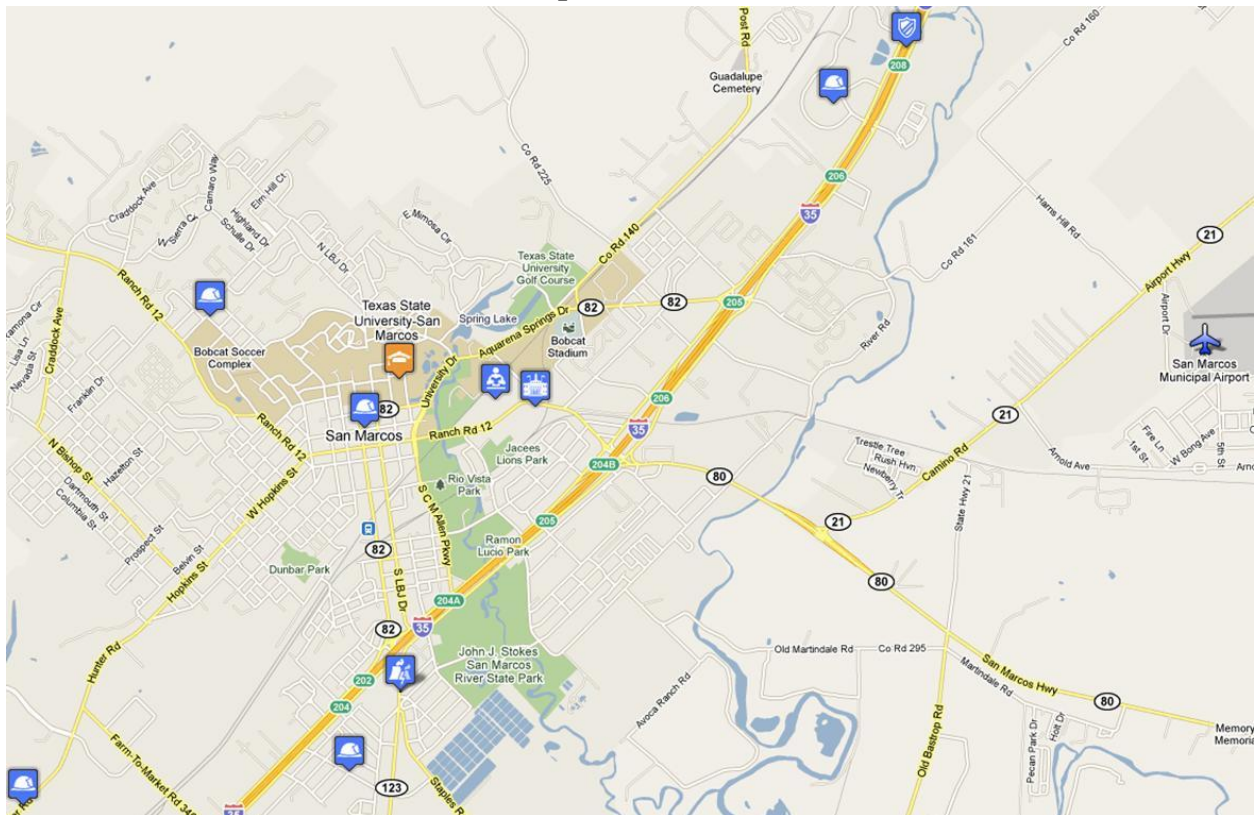 Post Rd
Co Rd 160
Guadalupe
Cemetery
208
Co Rd 225
206
35
Craddock Ave
Camaro Way
W Sierra C
Elm Hill Ct
Highland Dr
Schulle Dr
N LBJ Dr
E Mimosa Cir
Co Rd 140
Harris Hill Rd
21
Airport Hwy
Co Rd 161
Texas State
University
Golf Course
Ranch Rd 12
82
82
205
Airport Dr
Ramona Cir
Craddock Ave
Texas State
University-San
Marcos
Spring Lake
Aquarena Springs Dr
Bobcat
Stadium
River Rd
San Marcos
Municipal Airport
Lisa Ln
Nevada St
Bobcat Soccer
Complex
University Dr
Franklin Dr
206
82
San Marcos
Ranch Rd 12
35
21
Ranch Rd 12
Jacees
Lions Park
Trestle Tree
Rush Hvn
Newberry Tr
Camino Rd
Arnold Ave
1st St
Fire Ln
W Bong Ave
5th St
N Bishop St
Hazelton St
204B
80
Rio Vista
Park
Dartmouth St
Columbia St
W Hopkins St
S C M Allen Pkwy
205
21
State Hwy 21
82
Prospect St
Belvin St
Ramon
Lucio Park
Dunbar Park
S LBJ Dr
80
Hopkins St
204A
82
35
Hunter Rd
John J. Stokes
San Marcos
River State Park
Old Martindale Rd
Co Rd 295
San Marcos Hwy
Martindale Rd
80
202
204
Avoca Ranch Rd
Old Bastrop Rd
Pecan Park Dr
Holt Dr
Memory
Memoria
Farm-To-Market Rd 34
123
Staples R
35